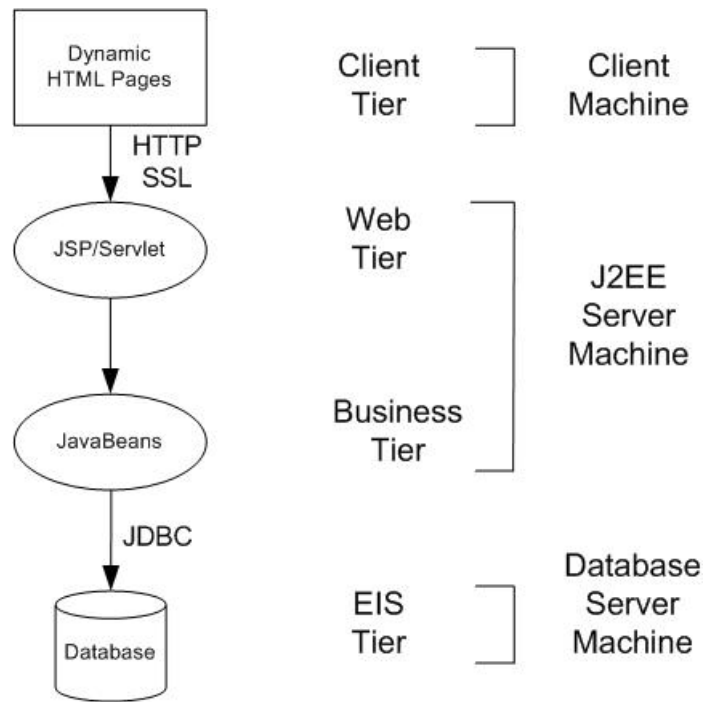 Dynamic
HTML Pages
Client
Tier
Client
Machine
HTTP
SSL
JSP/Servlet
Web
Tier
J2EE
Server
Machine
JavaBeans
Business
Tier
JDBC
Database
EIS
Tier
Database
Server
Machine